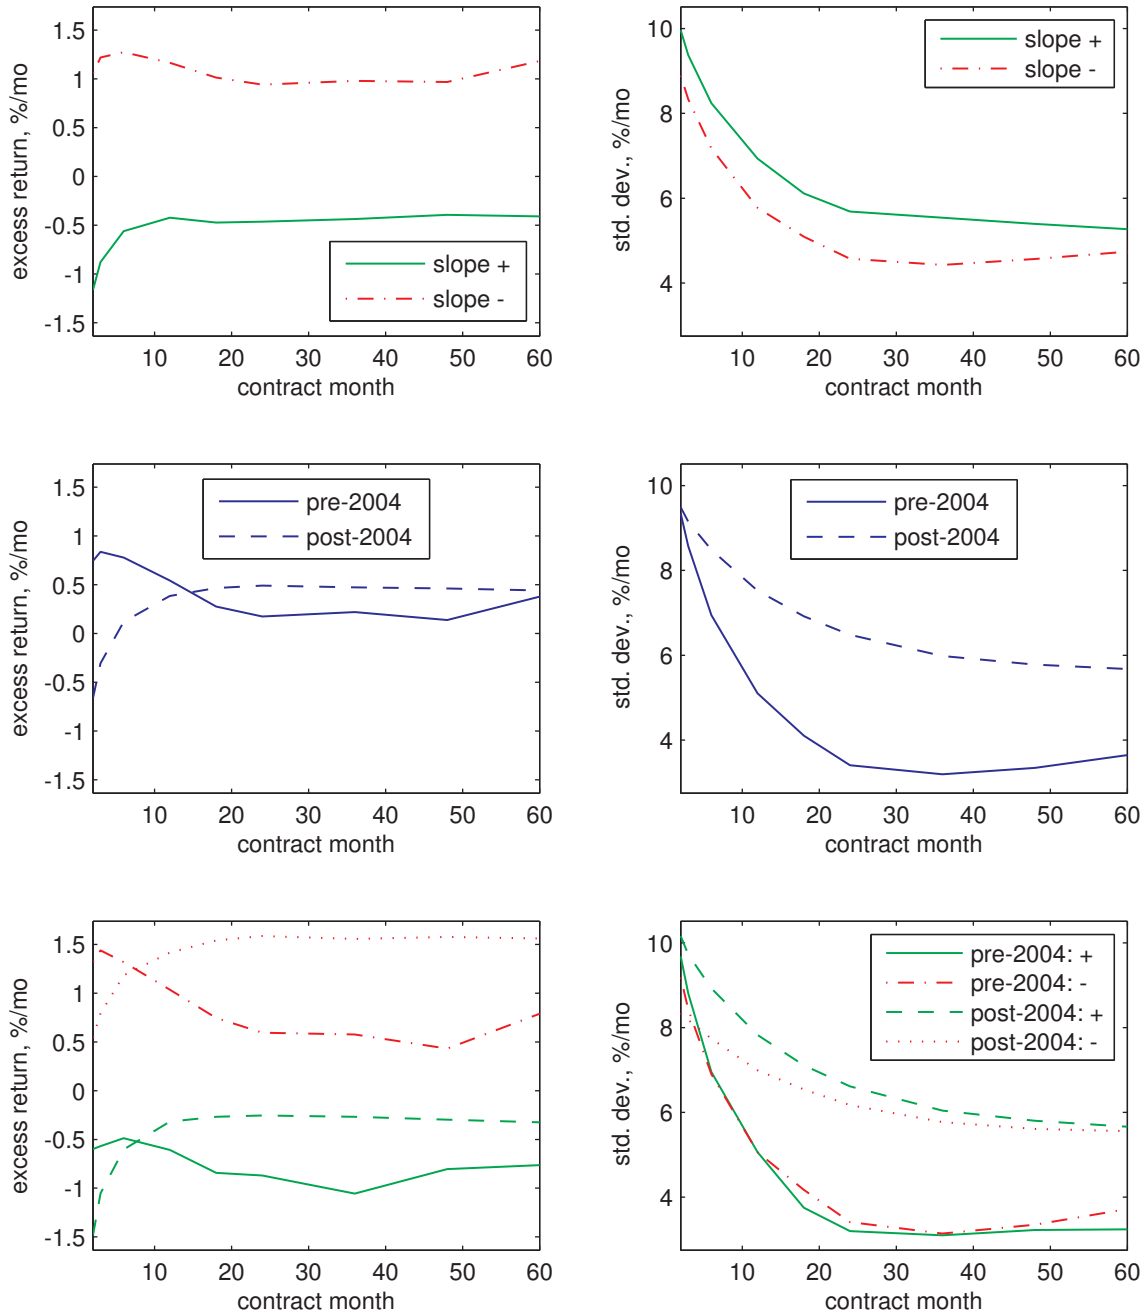 1.5
1
0.5
0
-0.5
-1
-1.5
excess return, %/mo
slope +
slope -
10 20 30 40 50 60
contract month
10
8
6
4
std. dev., %/mo
slope +
slope -
10 20 30 40 50 60
contract month
1.5
1
0.5
0
-0.5
-1
-1.5
excess return, %/mo
pre-2004
post-2004
10 20 30 40 50 60
contract month
10
8
6
4
std. dev., %/mo
pre-2004
post-2004
10 20 30 40 50 60
contract month
1.5
1
0.5
0
-0.5
-1
-1.5
excess return, %/mo
10 20 30 40 50 60
contract month
10
8
6
4
std. dev., %/mo
pre-2004: +
pre-2004: -
post-2004: +
post-2004: -
10 20 30 40 50 60
contract month